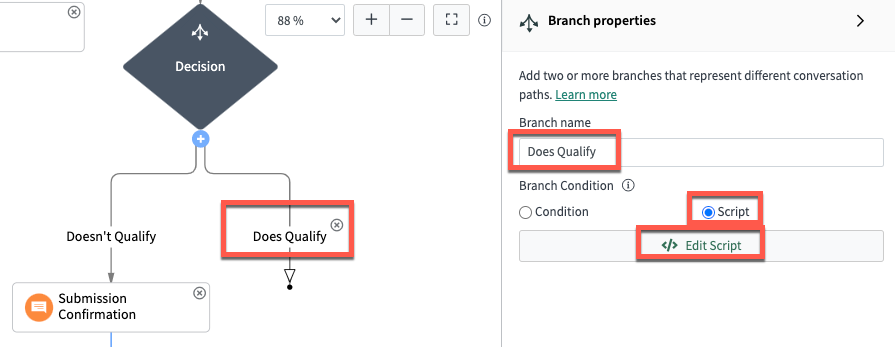 88 %
Decision
Doesn't Qualify
Does Qualify
Submission
Confirmation
Branch properties
Add two or more branches that represent different conversation
paths. Learn more
Branch name
Does Qualify
Branch Condition
Condition
Script
</> Edit Script